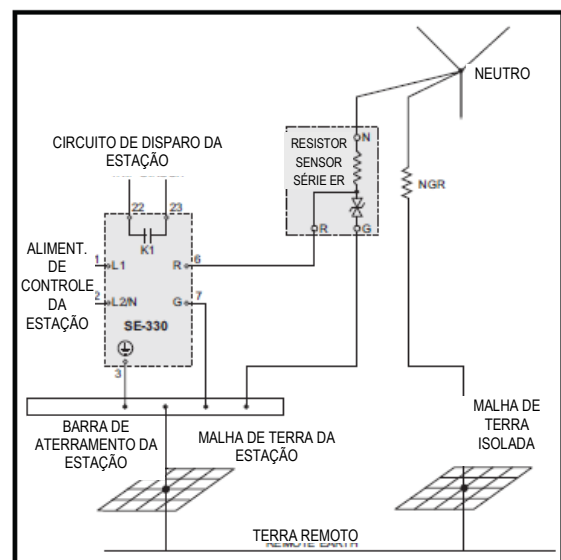 NEUTRO
CIRCUITO DE DISPARO DA
ESTAÇÃO
RESISTOR
SENSOR
SÉRIE ER
N
R
G
NGR
22
23
K1
ALIMENT.
DE
CONTROLE
DA
ESTAÇÃO
1
L1
R
6
2
L2/N
G
7
SE-330
3
BARRA DE
ATERRAMENTO DA
ESTAÇÃO
MALHA DE TERRA DA
ESTAÇÃO
MALHA DE
TERRA
ISOLADA
TERRA REMOTO
REMOTE EARTH